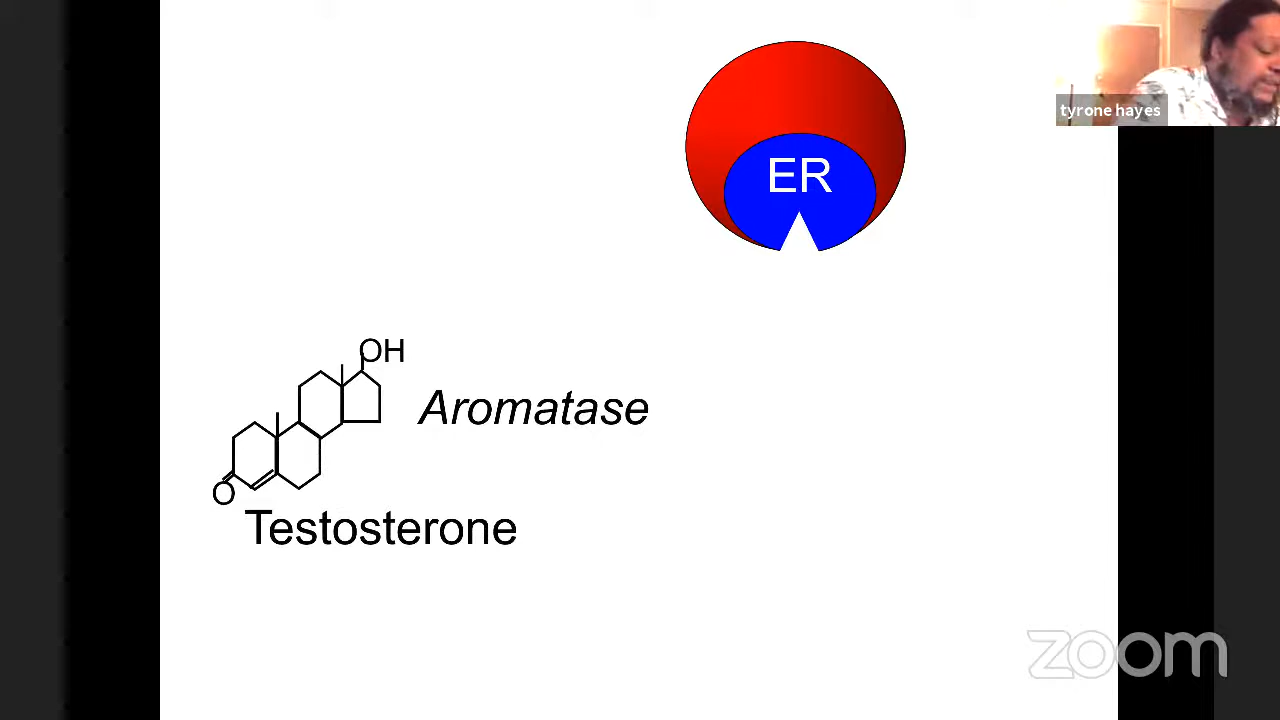 tyrone hayes
ER
OH
Aromatase
O
Testosterone
zoom